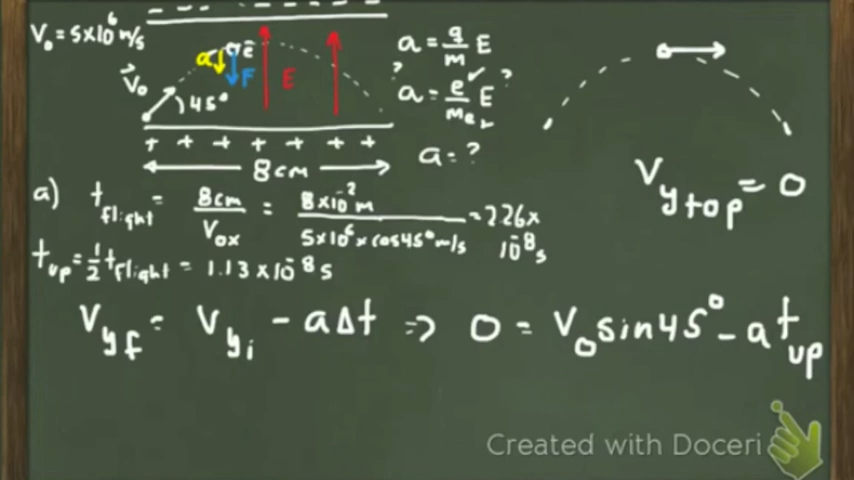 V₀ = 5×10⁶ m/s
a = q/m E
a e⁻
F E
? a = e/mₑ E ?
V⃗₀
45°
+ + + + + + +
8cm
a = ?
V_y top = 0
a) t_flight = 8cm/V₀ₓ = 8×10⁻² m / 5×10⁶×cos45° m/s = 2.26× 10⁻⁸ s
t_up = 1/2 t_flight = 1.13×10⁻⁸ s
V_yf = V_yi - aΔt => 0 = V₀ sin45° - a t_up
Created with Doceri